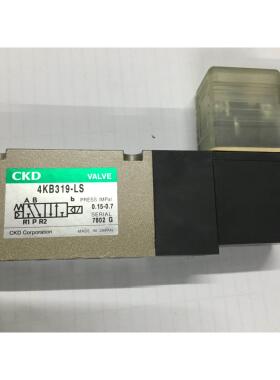 CKD VALVE
4KB319-LS
A B b PRESS (MPa)
0.15-0.7
R1 P R2 SERIAL
7802 G
CKD Corporation MADE IN JAPAN